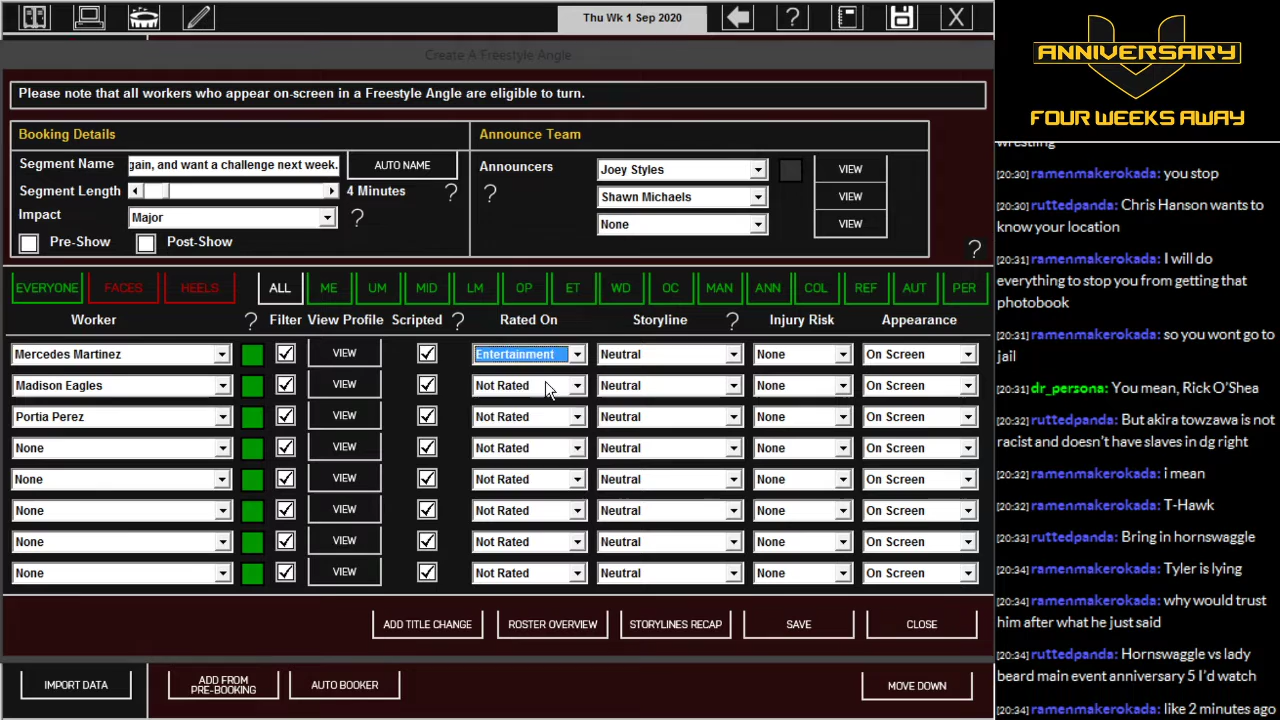 Thu Wk 1 Sep 2020
?
X
Create A Freestyle Angle
Please note that all workers who appear on-screen in a Freestyle Angle are eligible to turn.
Booking Details
Segment Name
gain, and want a challenge next week.
AUTO NAME
Segment Length
4 Minutes
?
Impact
Major
?
Pre-Show
Post-Show
Announce Team
Announcers
?
Joey Styles
VIEW
Shawn Michaels
VIEW
None
VIEW
?
EVERYONE FACES HEELS ALL ME UM MID LM OP ET WD OC MAN ANN COL REF AUT PER
Worker ? Filter View Profile Scripted ? Rated On Storyline ? Injury Risk Appearance
Mercedes Martinez VIEW Entertainment Neutral None On Screen
Madison Eagles VIEW Not Rated Neutral None On Screen
Portia Perez VIEW Not Rated Neutral None On Screen
None VIEW Not Rated Neutral None On Screen
None VIEW Not Rated Neutral None On Screen
None VIEW Not Rated Neutral None On Screen
None VIEW Not Rated Neutral None On Screen
None VIEW Not Rated Neutral None On Screen
ADD TITLE CHANGE ROSTER OVERVIEW STORYLINES RECAP SAVE CLOSE
IMPORT DATA
ADD FROM
PRE-BOOKING
AUTO BOOKER
MOVE DOWN
ANNIVERSARY
FOUR WEEKS AWAY
wrestling
[20:30] ramenmakerokada: you stop
[20:30] ruttedpanda: Chris Hanson wants to
know your location
[20:31] ramenmakerokada: I will do
everything to stop you from getting that
photobook
[20:31] ramenmakerokada: so you wont go to
jail
[20:31] dr_persona: You mean, Rick O'Shea
[20:32] ruttedpanda: But akira towzawa is not
racist and doesn't have slaves in dg right
[20:32] ramenmakerokada: i mean
[20:32] ramenmakerokada: T-Hawk
[20:33] ruttedpanda: Bring in hornswaggle
[20:34] ramenmakerokada: Tyler is lying
[20:34] ramenmakerokada: why would trust
him after what he just said
[20:34] ruttedpanda: Hornswaggle vs lady
beard main event anniversary 5 I'd watch
[20:34] ramenmakerokada: like 2 minutes ago